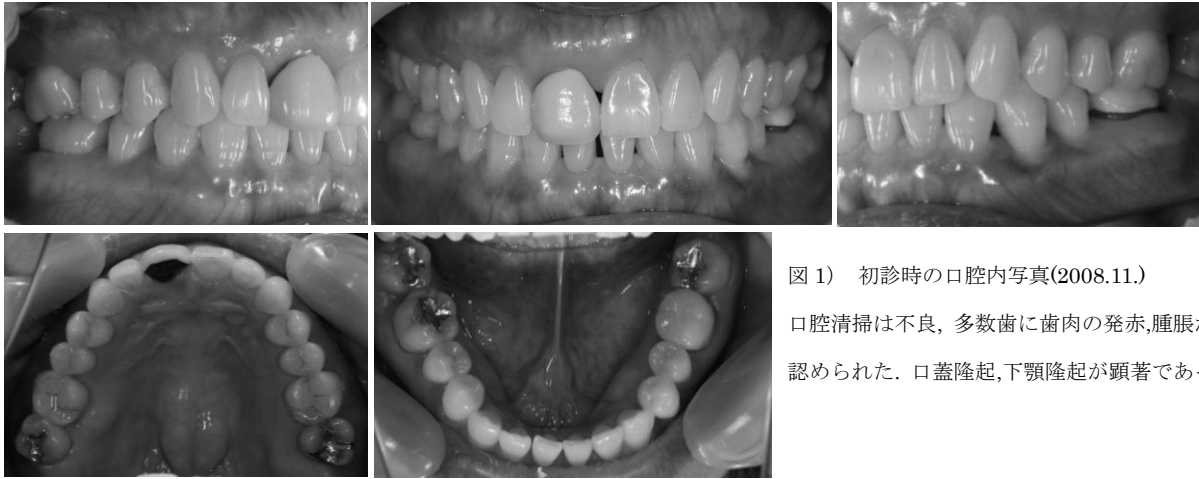 図 1) 初診時の口腔内写真(2008.11.)
口腔清掃は不良, 多数歯に歯肉の発赤,腫脹が
認められた. 口蓋隆起,下顎隆起が顕著であ